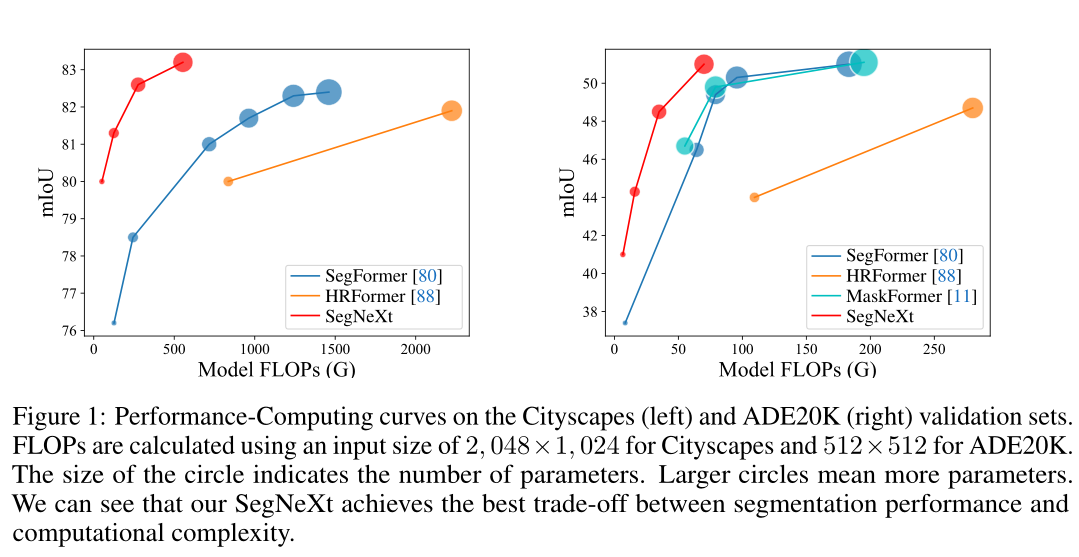 83
82
81
80
79
78
77
76
mIoU
0 500 1000 1500 2000
Model FLOPs (G)
SegFormer [80]
HRFormer [88]
SegNeXt
50
48
46
44
42
40
38
mIoU
0 50 100 150 200 250
Model FLOPs (G)
SegFormer [80]
HRFormer [88]
MaskFormer [11]
SegNeXt
Figure 1: Performance-Computing curves on the Cityscapes (left) and ADE20K (right) validation sets.
FLOPs are calculated using an input size of 2, 048×1, 024 for Cityscapes and 512×512 for ADE20K.
The size of the circle indicates the number of parameters. Larger circles mean more parameters.
We can see that our SegNeXt achieves the best trade-off between segmentation performance and
computational complexity.